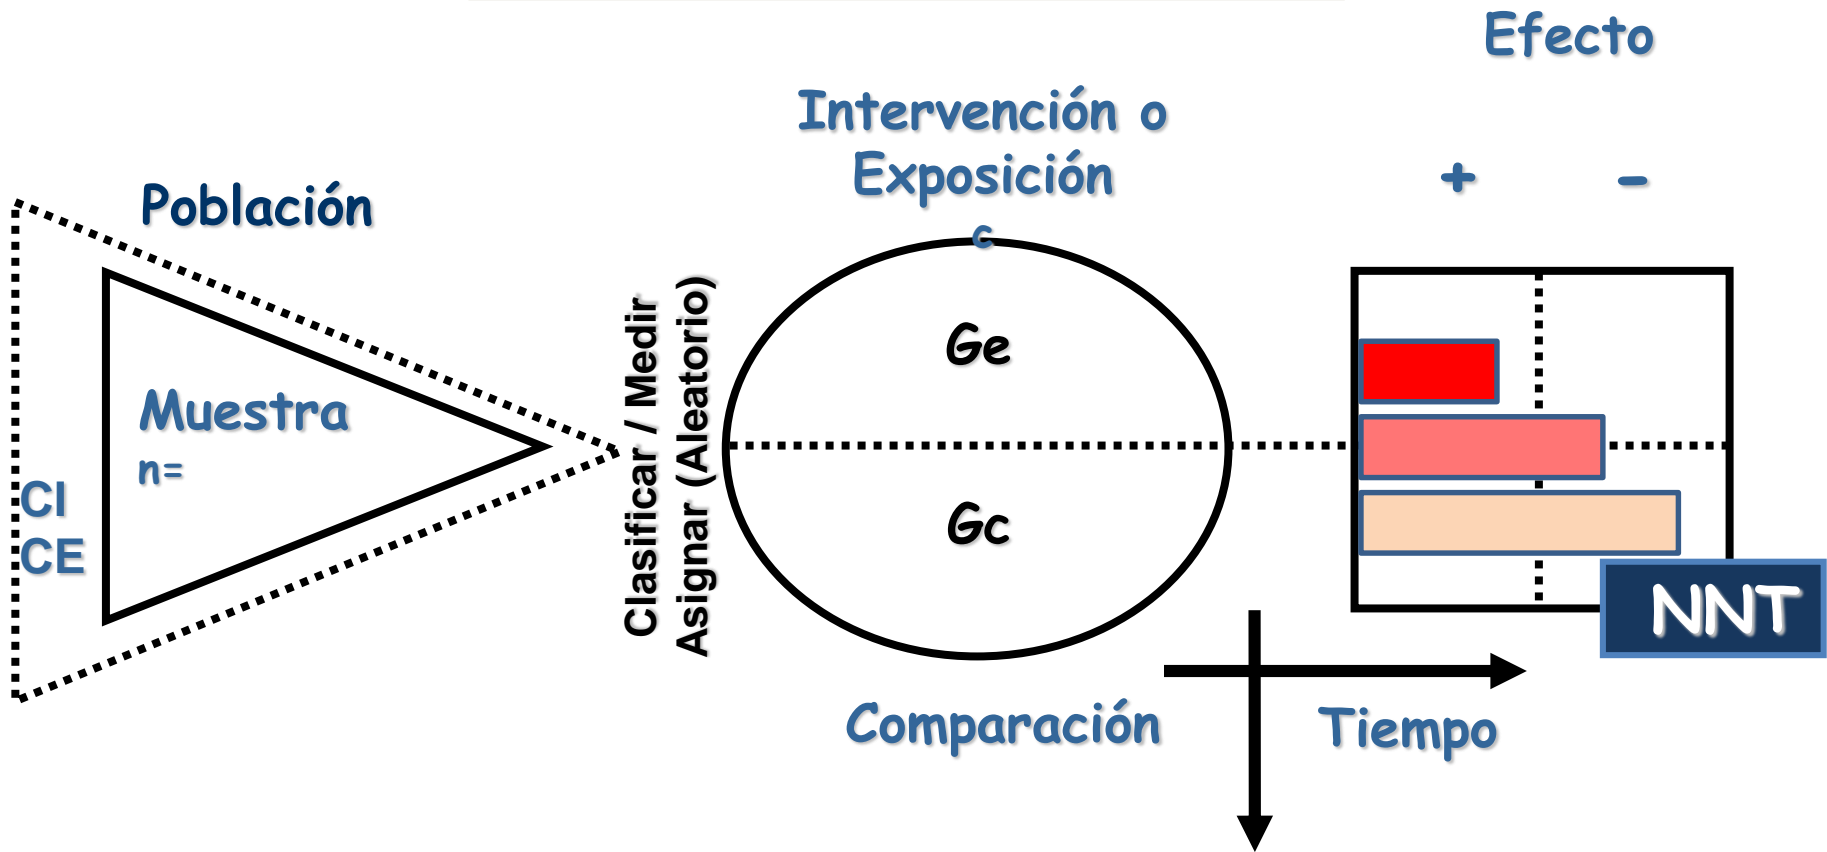 Efecto
Intervención o
Exposición
c
+ -
Población
Muestra
n=
CI
CE
Clasificar / Medir
Asignar (Aleatorio)
Ge
Gc
NNT
Comparación
Tiempo